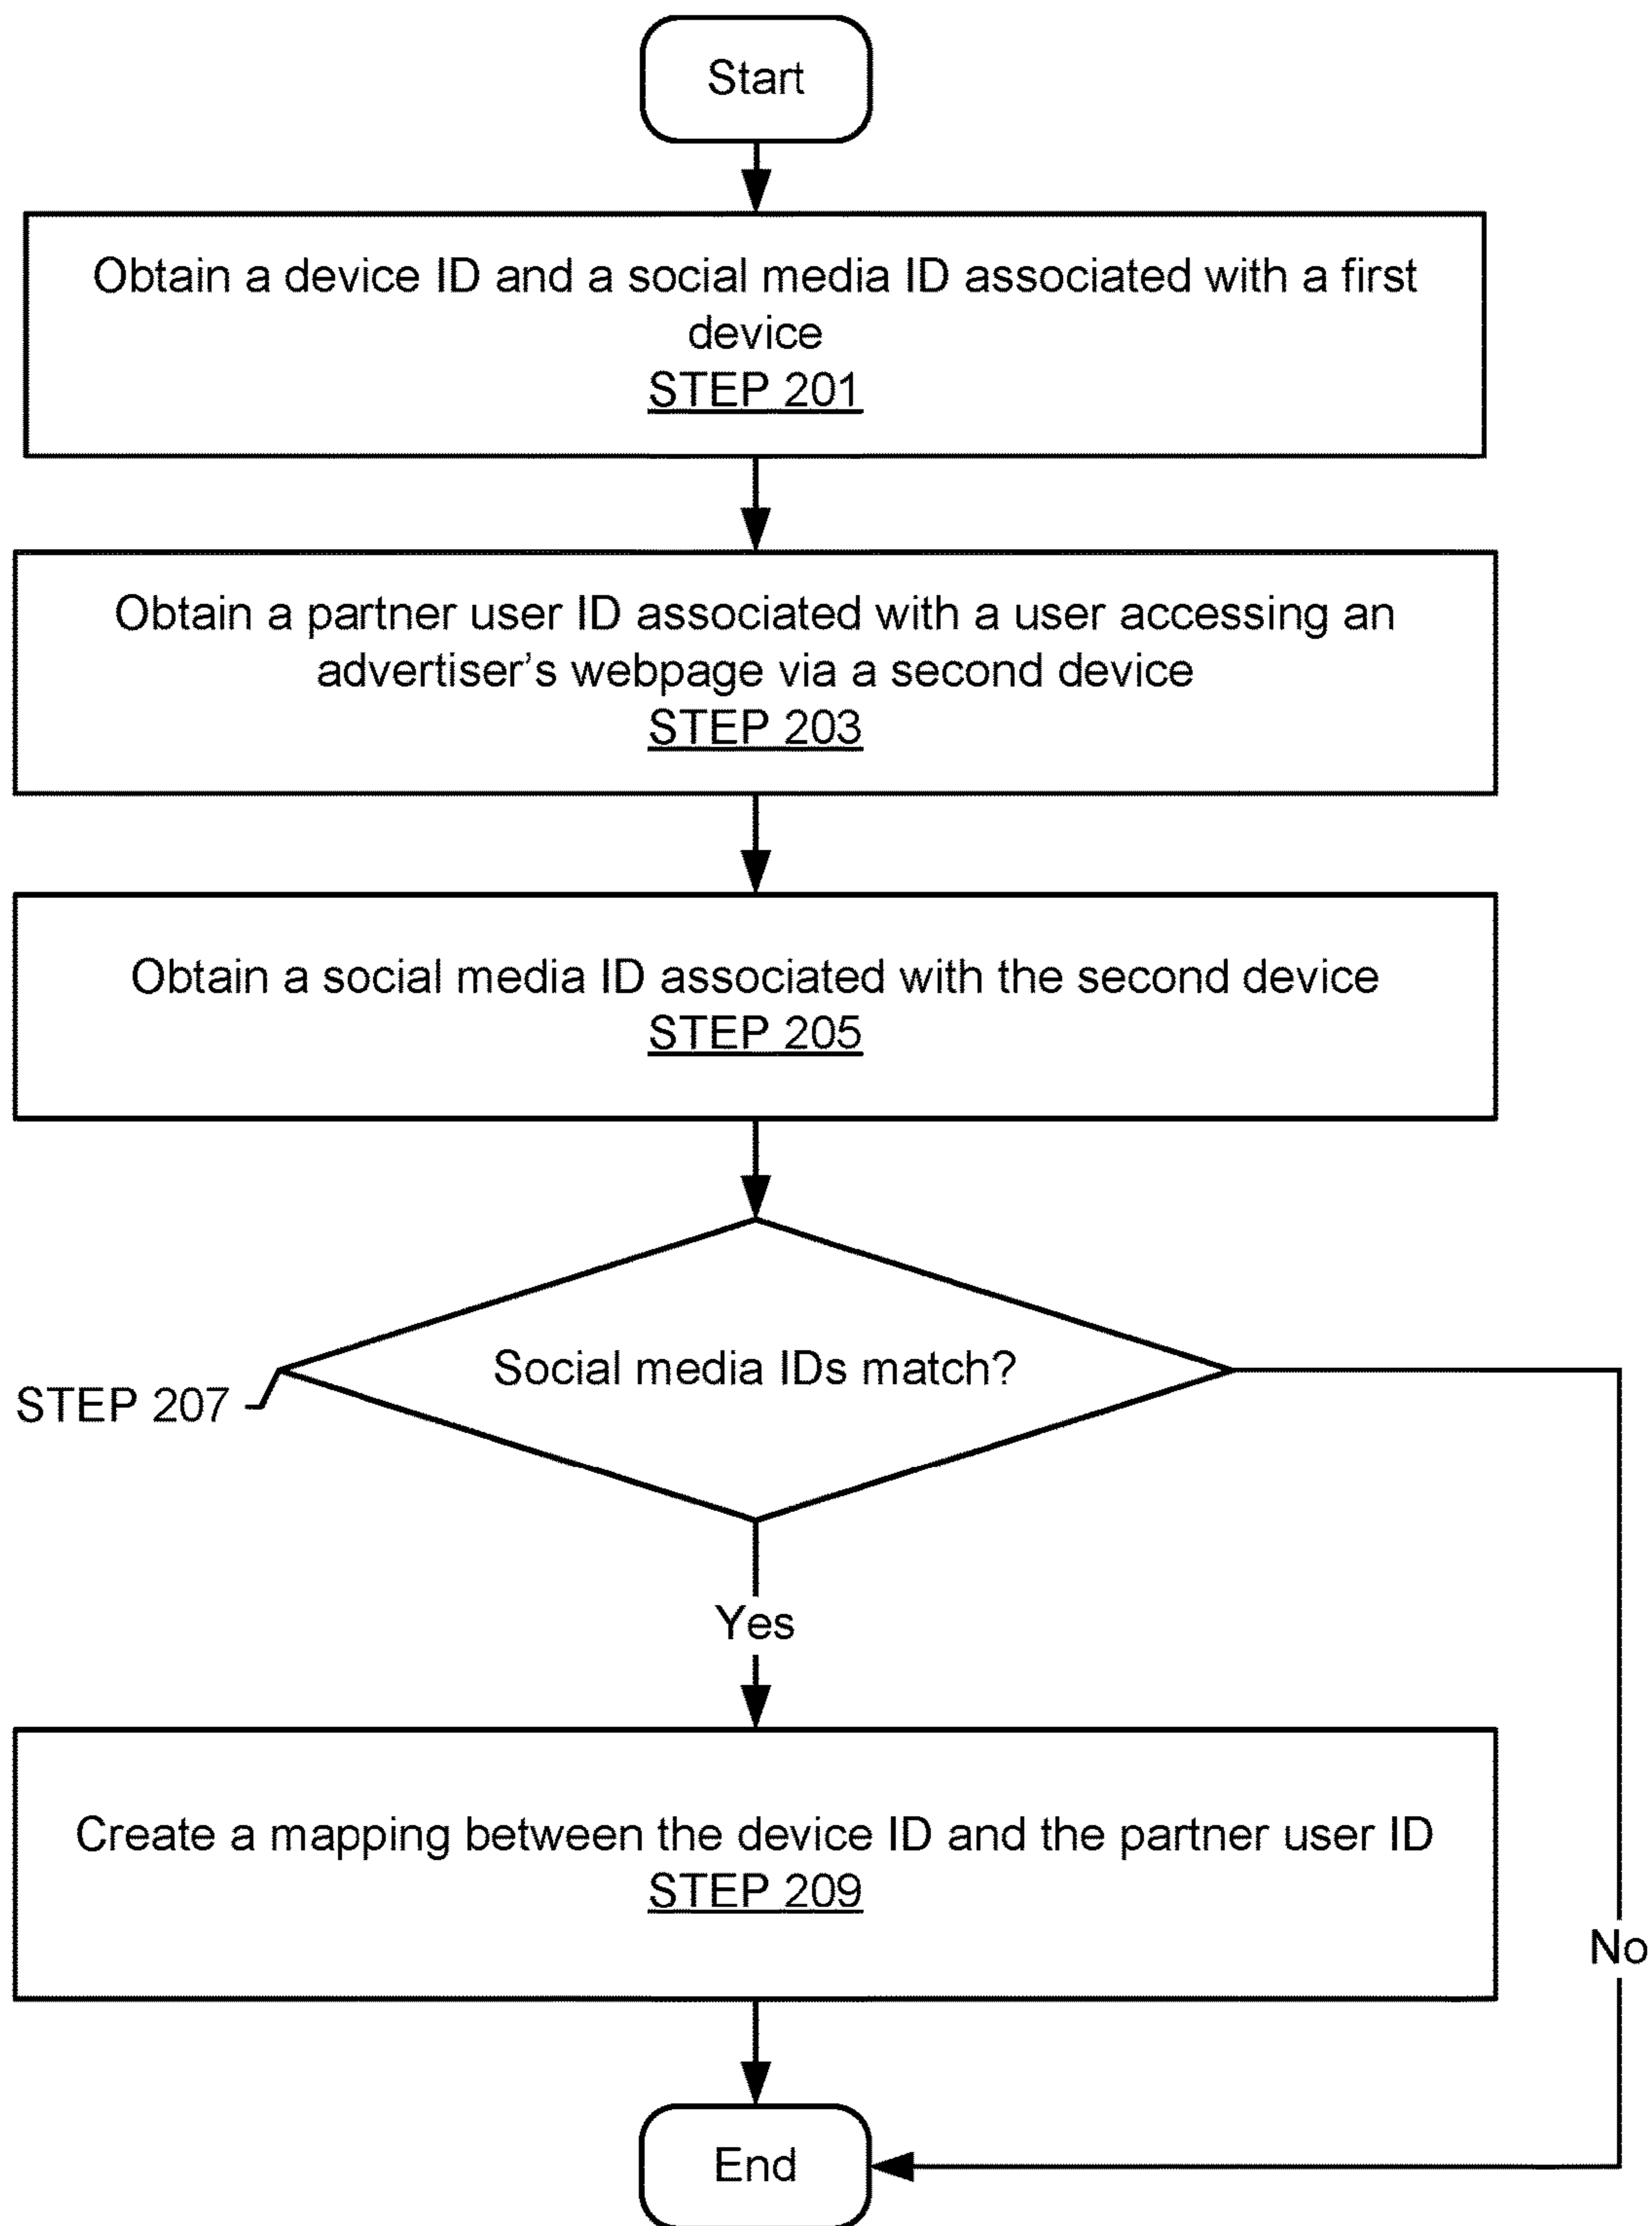 Start
Obtain a device ID and a social media ID associated with a first
device
STEP 201
Obtain a partner user ID associated with a user accessing an
advertiser’s webpage via a second device
STEP 203
Obtain a social media ID associated with the second device
STEP 205
Social media IDs match?
STEP 207
Yes
Create a mapping between the device ID and the partner user ID
STEP 209
No
End